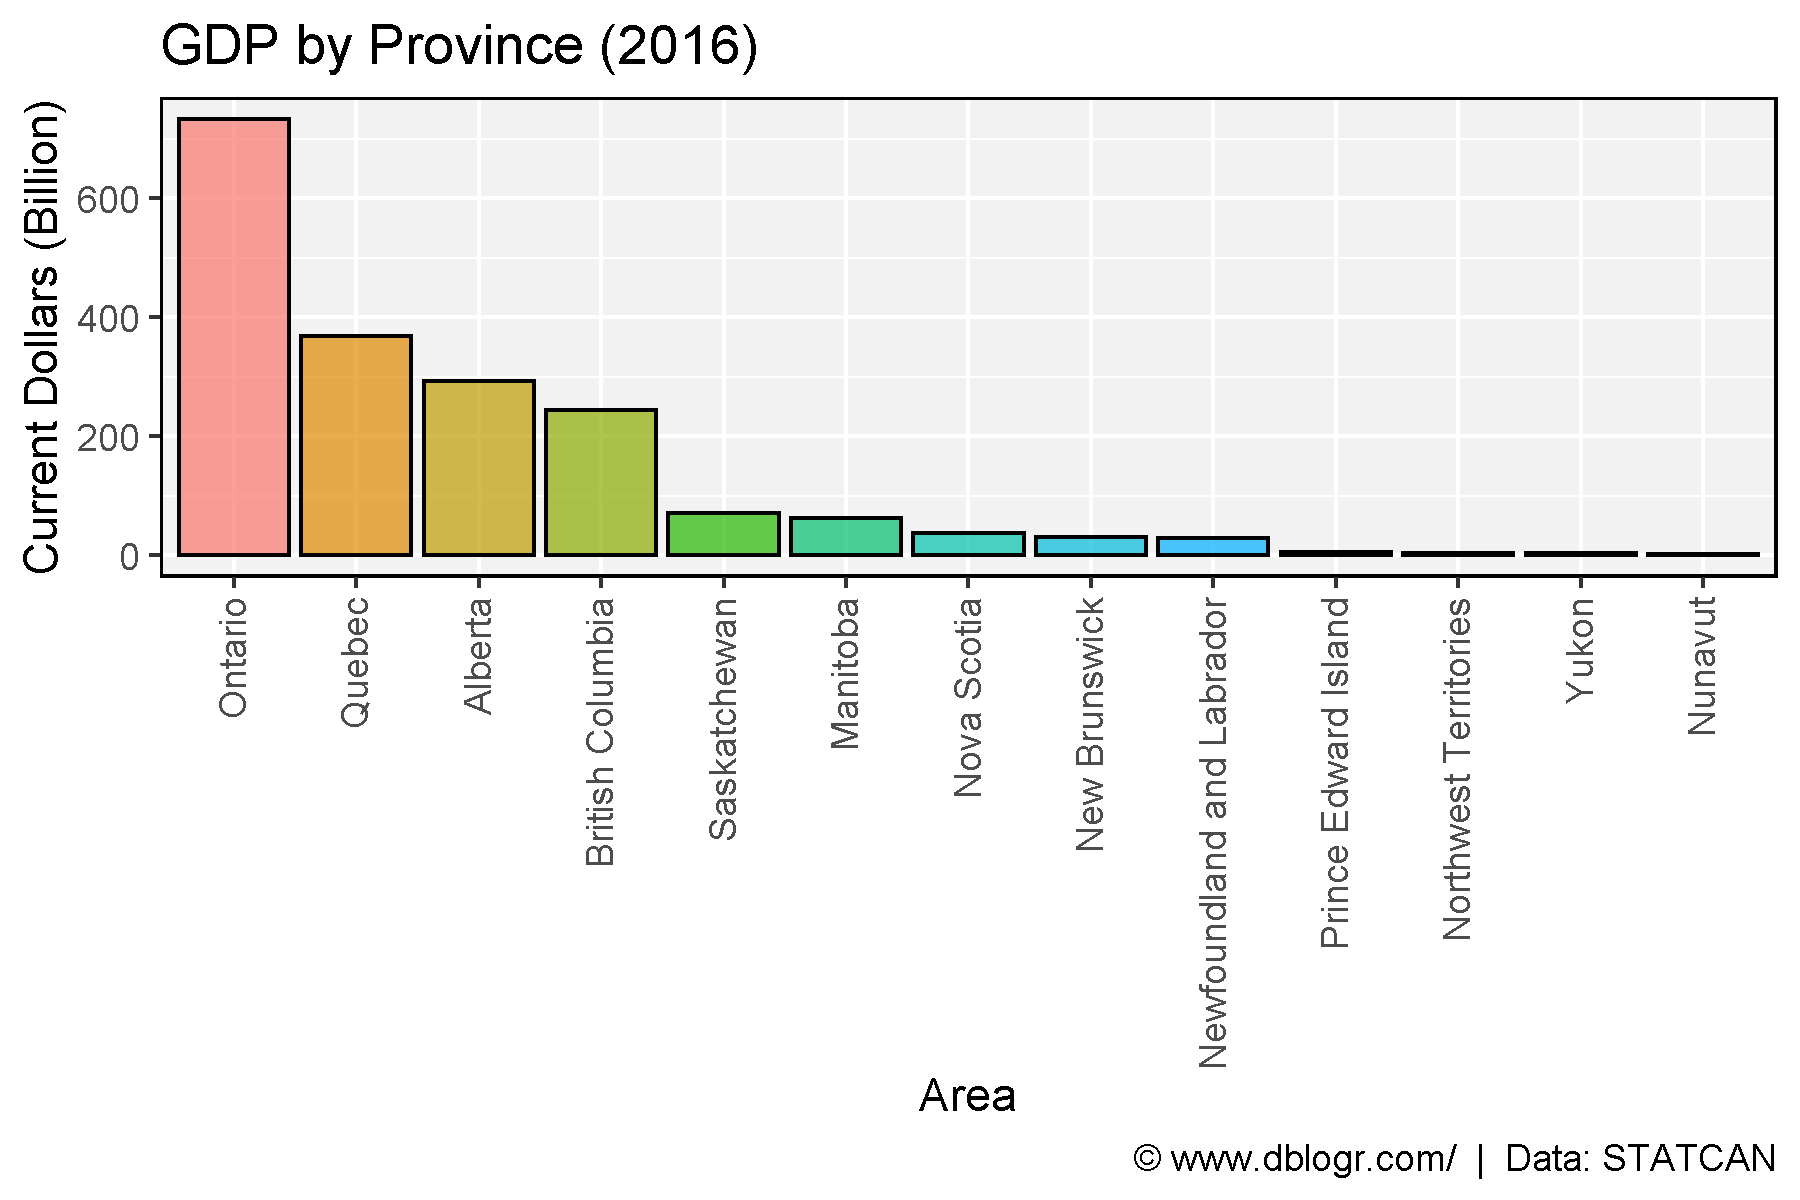 GDP by Province (2016)
Current Dollars (Billion)
600
400
200
0
Ontario
Quebec
Alberta
British Columbia
Saskatchewan
Manitoba
Nova Scotia
New Brunswick
Newfoundland and Labrador
Prince Edward Island
Northwest Territories
Yukon
Nunavut
Area
© www.dblogr.com/ | Data: STATCAN